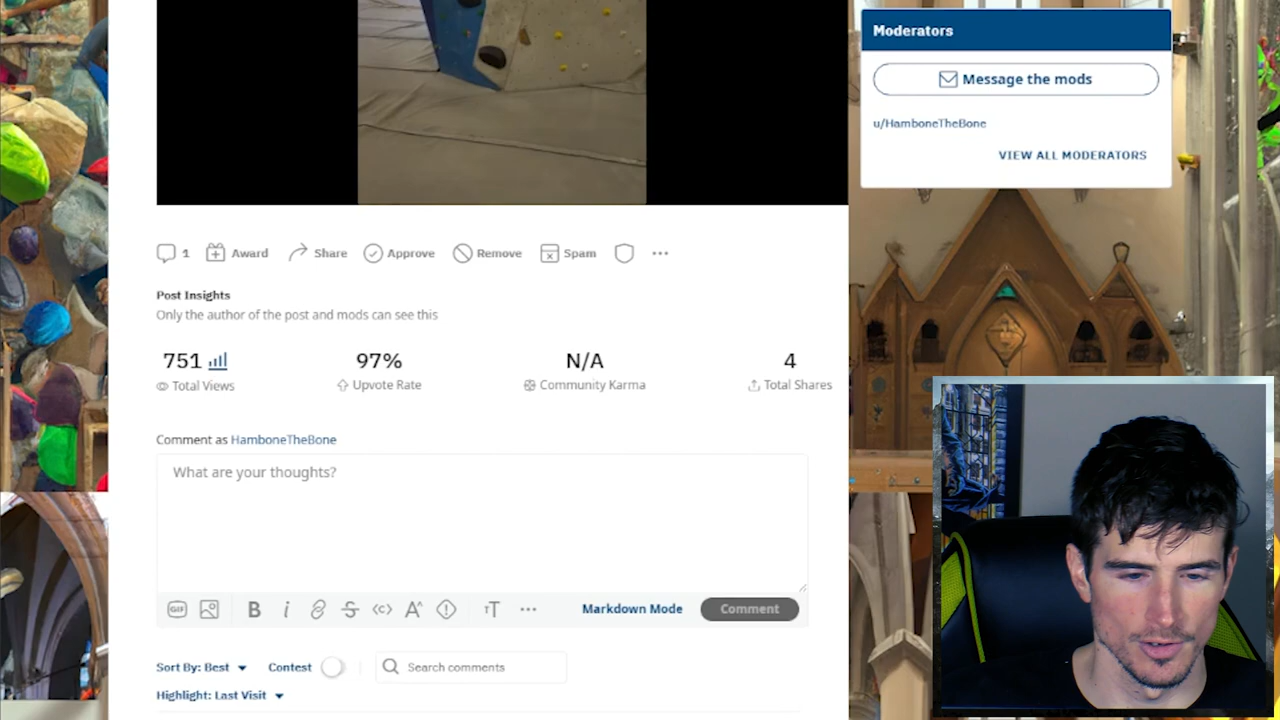 Moderators
Message the mods
u/HamboneTheBone
VIEW ALL MODERATORS
1 Award Share Approve Remove Spam
Post Insights
Only the author of the post and mods can see this
751 97% N/A 4
Total Views Upvote Rate Community Karma Total Shares
Comment as HamboneTheBone
What are your thoughts?
GIF B i A T Markdown Mode Comment
Sort By: Best Contest Search comments
Highlight: Last Visit